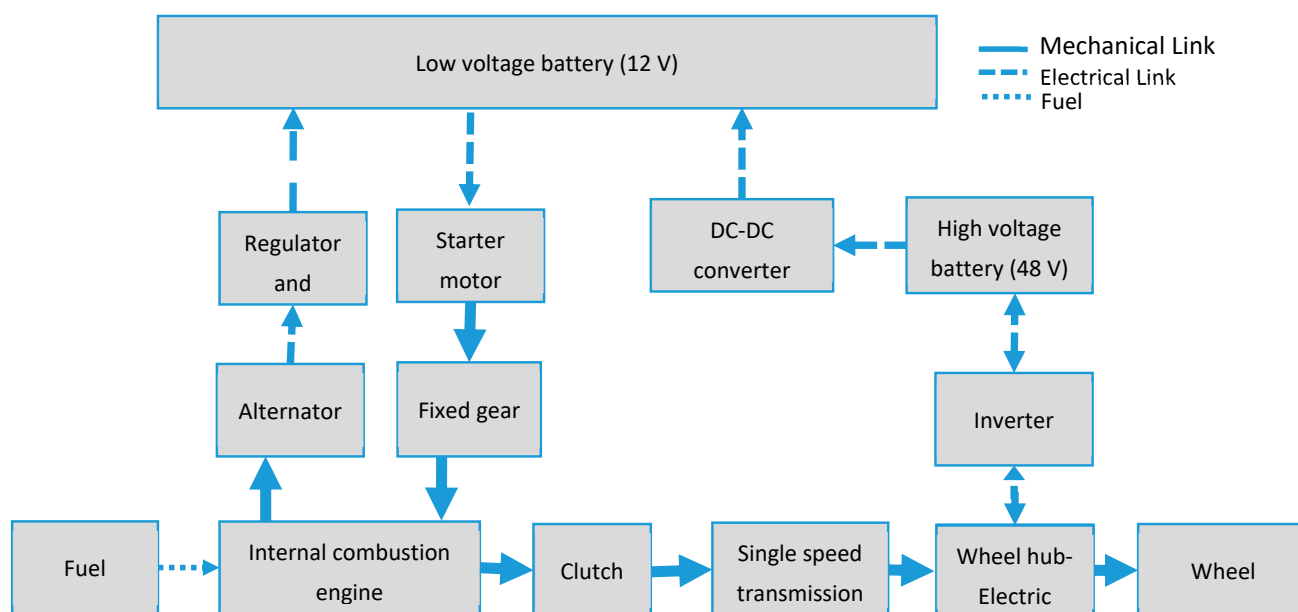 Low voltage battery (12 V)
Mechanical Link
Electrical Link
Fuel
Regulator
and
Starter
motor
DC-DC
converter
High voltage
battery (48 V)
Alternator
Fixed gear
Inverter
Fuel
Internal combustion
engine
Clutch
Single speed
transmission
Wheel hub-
Electric
Wheel